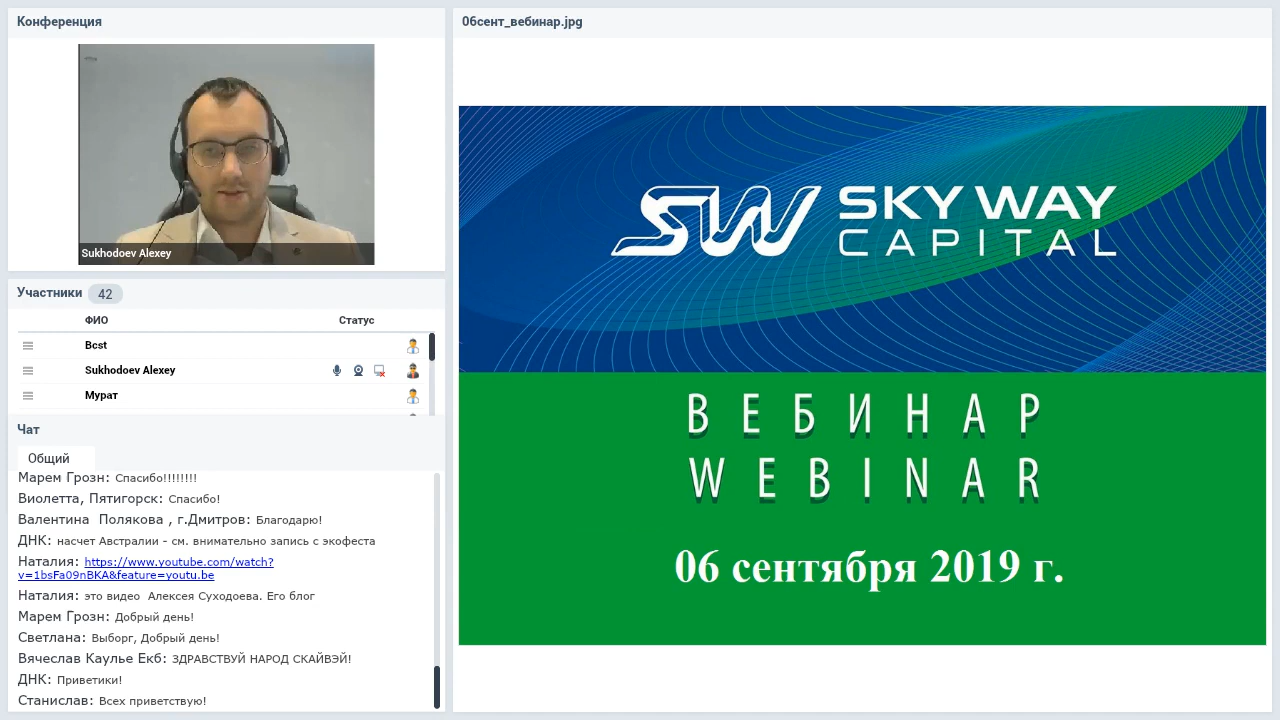 Конференция
Sukhodoev Alexey
Участники 42
ФИО Статус
Bcst
Sukhodoev Alexey
Мурат
Чат
Общий
Марем Грозн: Спасибо!!!!!!!!
Виолетта, Пятигорск: Спасибо!
Валентина Полякова , г.Дмитров: Благодарю!
ДНК: насчет Австралии - см. внимательно запись с экофеста
Наталия: https://www.youtube.com/watch?
v=1bsFa09nBKA&feature=youtu.be
Наталия: это видео Алексея Суходоева. Его блог
Марем Грозн: Добрый день!
Светлана: Выборг, Добрый день!
Вячеслав Каулье Екб: ЗДРАВСТВУЙ НАРОД СКАЙВЭЙ!
ДНК: Приветики!
Станислав: Всех приветствую!
06сент_вебинар.jpg
SW SKY WAY
CAPITAL
ВЕБИНАР
WEBINAR
06 сентября 2019 г.